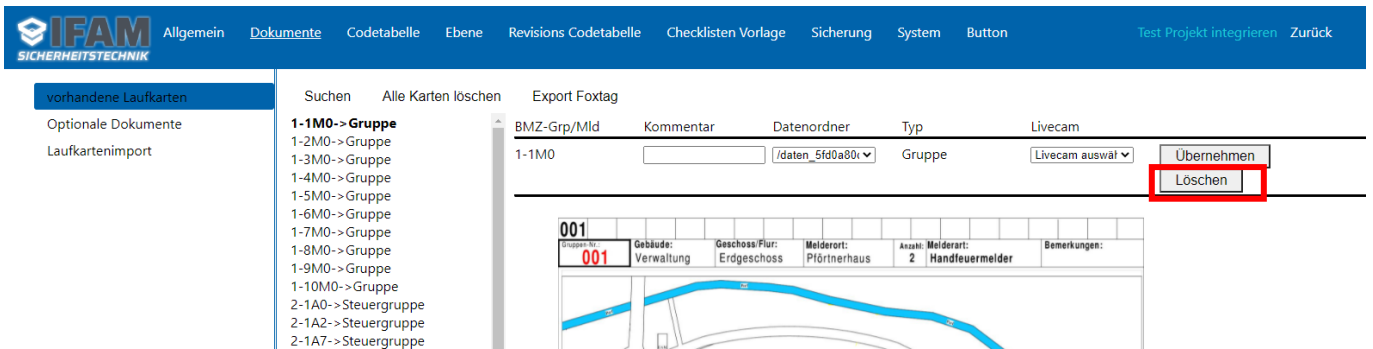 IFAM
SICHERHEITSTECHNIK
Allgemein Dokumente Codetabelle Ebene Revisions Codetabelle Checklisten Vorlage Sicherung System Button Test Projekt integrieren Zurück
vorhandene Laufkarten
Optionale Dokumente
Laufkartenimport
Suchen Alle Karten löschen Export Foxtag
1-1M0->Gruppe
1-2M0->Gruppe
1-3M0->Gruppe
1-4M0->Gruppe
1-5M0->Gruppe
1-6M0->Gruppe
1-7M0->Gruppe
1-8M0->Gruppe
1-9M0->Gruppe
1-10M0->Gruppe
2-1A0->Steuergruppe
2-1A2->Steuergruppe
2-1A7->Steuergruppe
BMZ-Grp/Mld Kommentar Datenordner Typ Livecam
1-1M0 /daten_5fd0a80 Gruppe Livecam auswäh Übernehmen
Löschen
001
Gruppen-Nr.: Gebäude: Geschoss/Flur: Melderort: Anzahl: Melderart: Bemerkungen:
001 Verwaltung Erdgeschoss Pförtnerhaus 2 Handfeuermelder